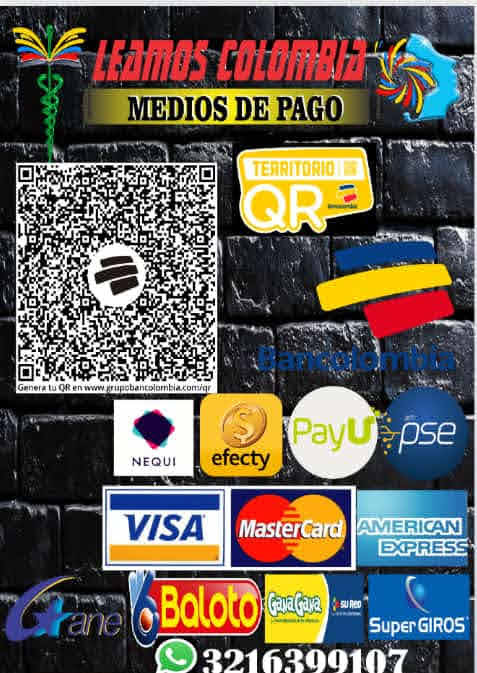 LEAMOS COLOMBIA
MEDIOS DE PAGO
TERRITORIO
QR
Bancolombia
Bancolombia
Genera tu QR en www.grupobancolombia.com/qr
NEQUI
efecty
PayU
pse
VISA
MasterCard
AMERICAN
EXPRESS
Gane
Baloto
Gana Gana
SU RED
Super GIROS
3216399107